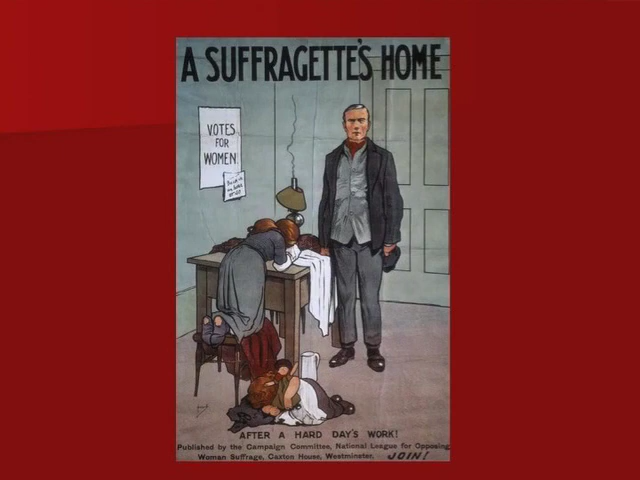 A SUFFRAGETTE'S HOME
VOTES
FOR
WOMEN
AFTER A HARD DAY'S WORK!
Published by the Campaign Committee, National League for Opposing
Woman Suffrage, Caxton House, Westminster. JOIN!